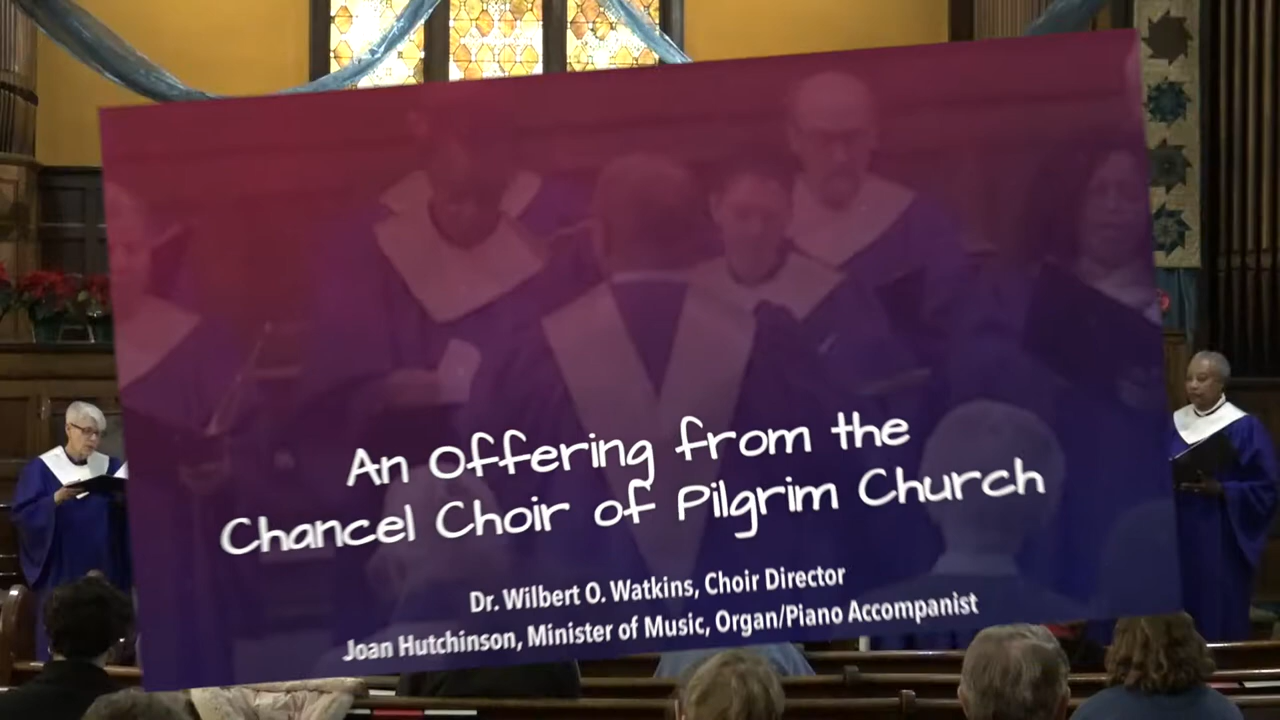 An Offering from the
Chancel Choir of Pilgrim Church
Dr. Wilbert O. Watkins, Choir Director
Joan Hutchinson, Minister of Music, Organ/Piano Accompanist